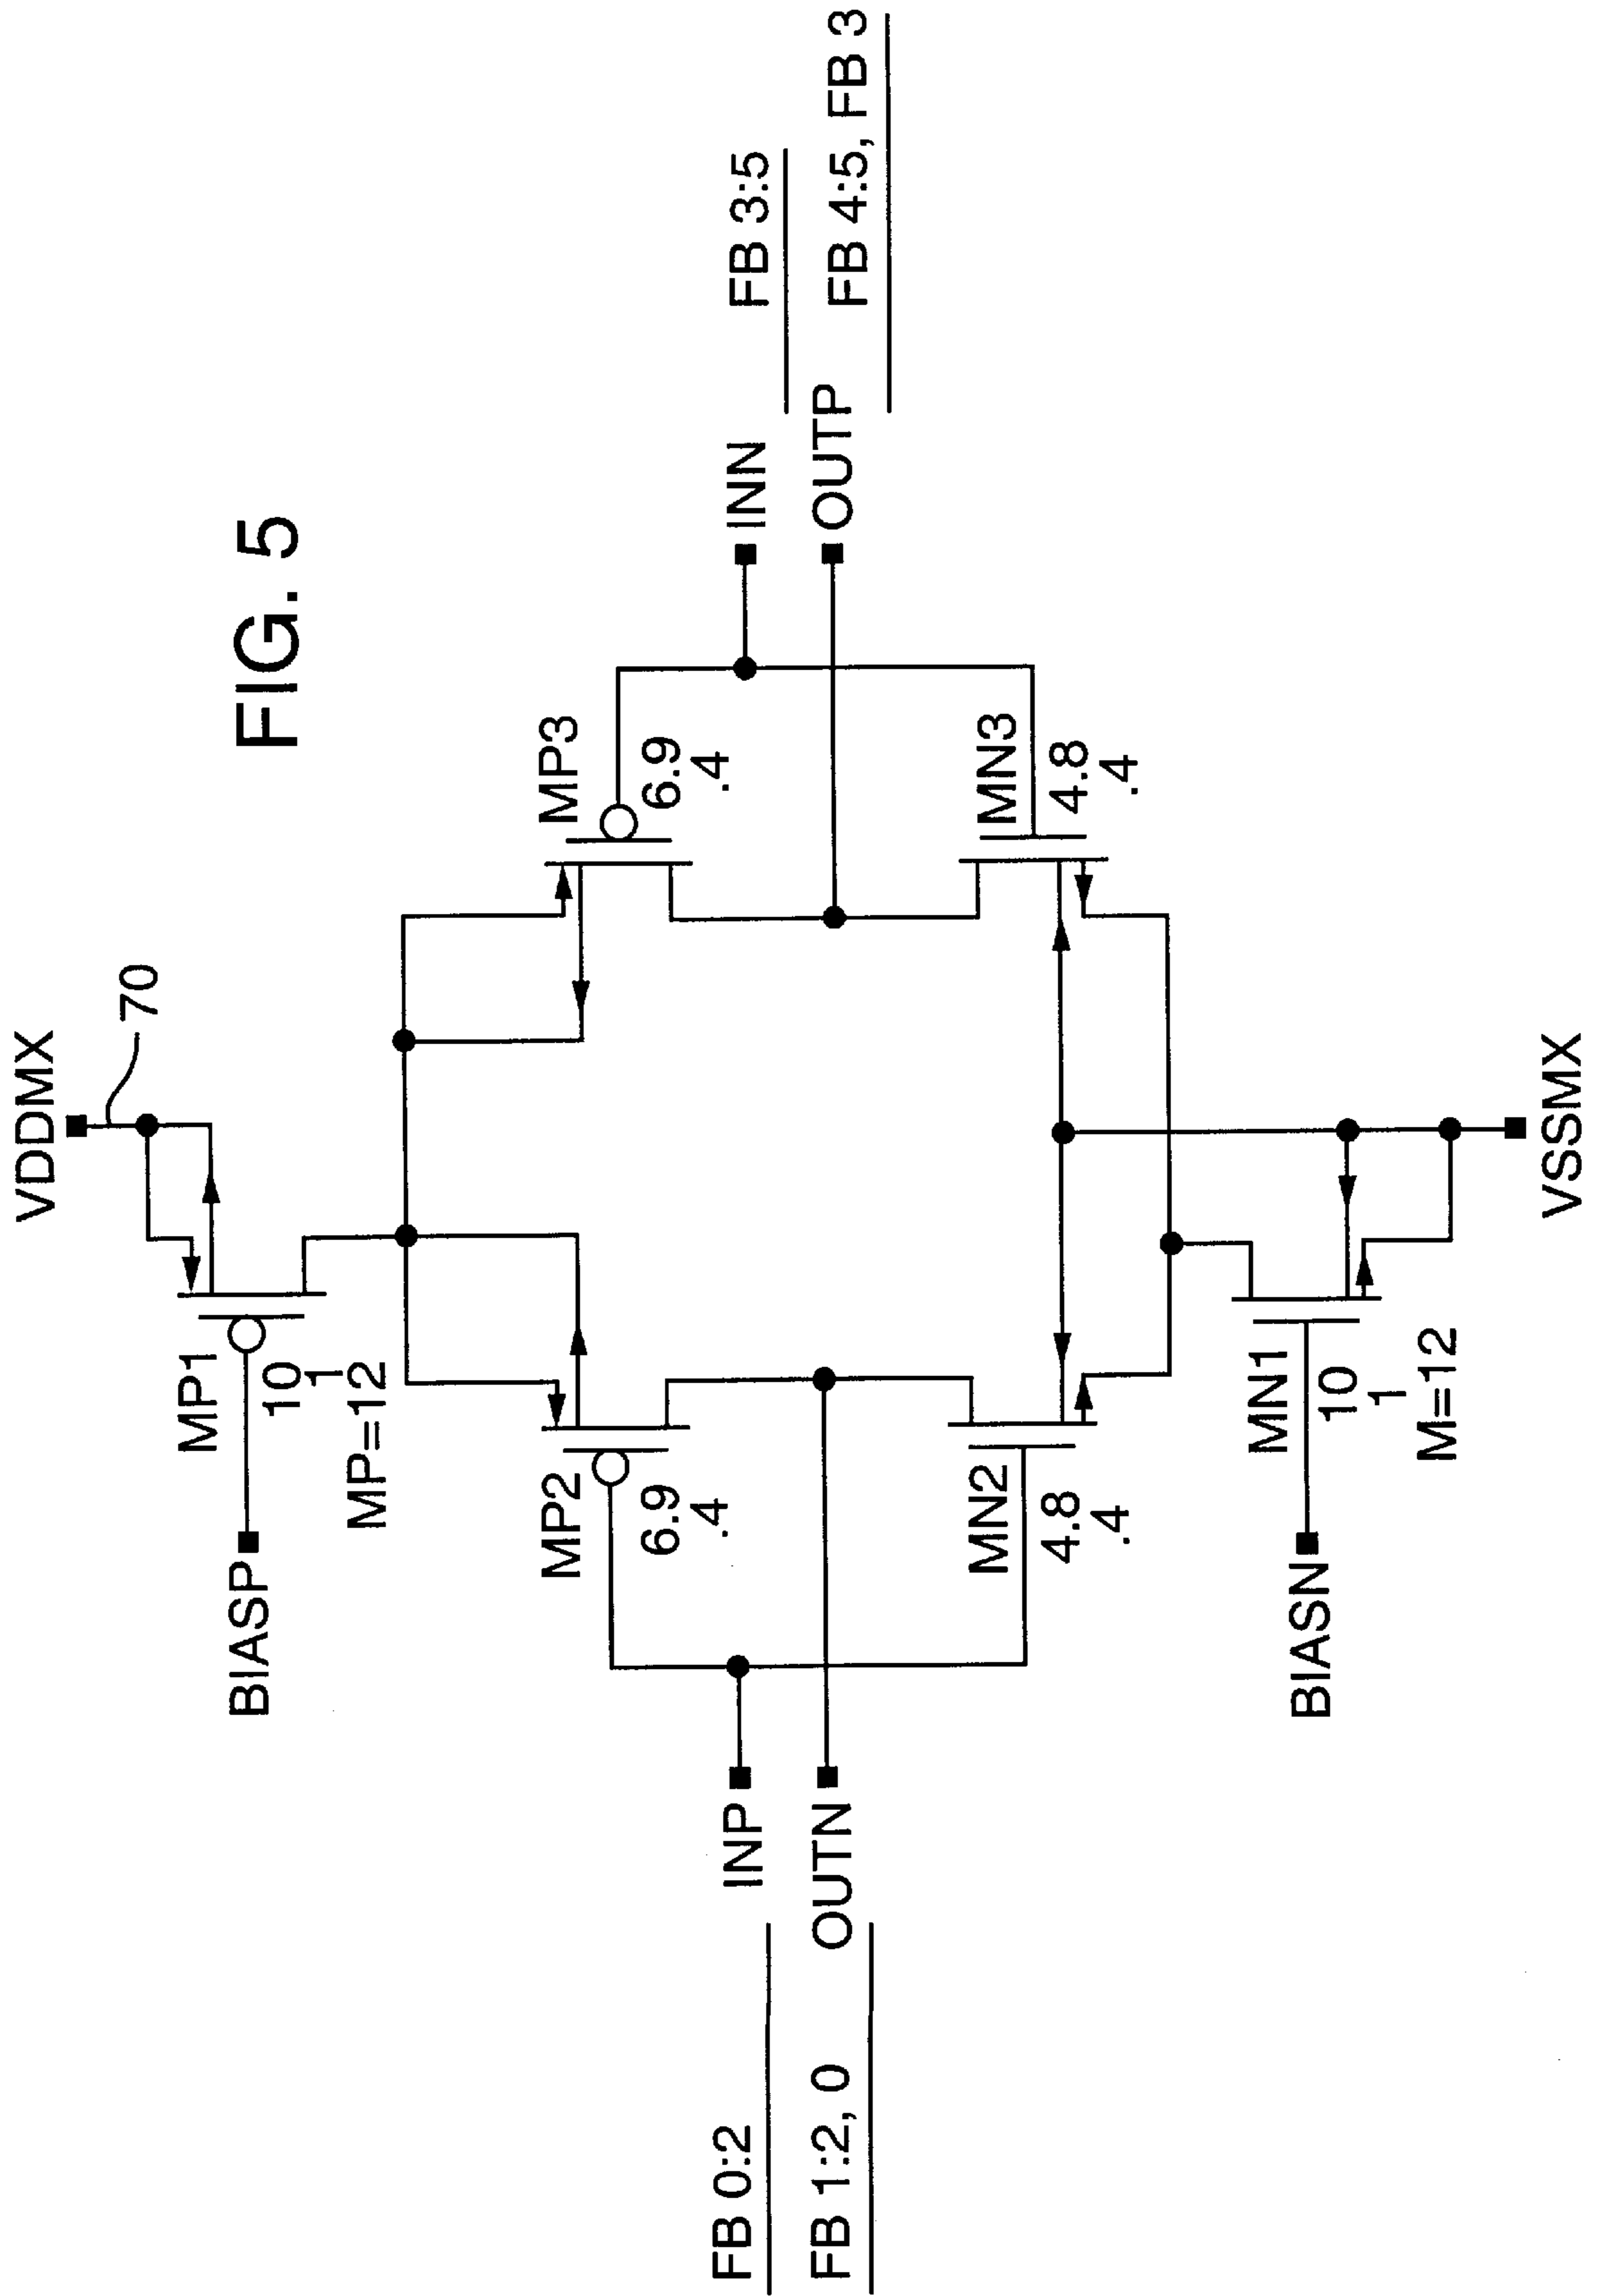 FIG. 5
VDDMX
70
BIASP
MP1
10
1
MP=12
MP2
6.9
.4
MP3
6.9
.4
FB 0:2
INP
INN
FB 3:5
FB 1:2, 0
OUTN
OUTP
FB 4:5, FB 3
MN2
4.8
.4
MN3
4.8
.4
BIASN
MN1
10
1
M=12
VSSMX